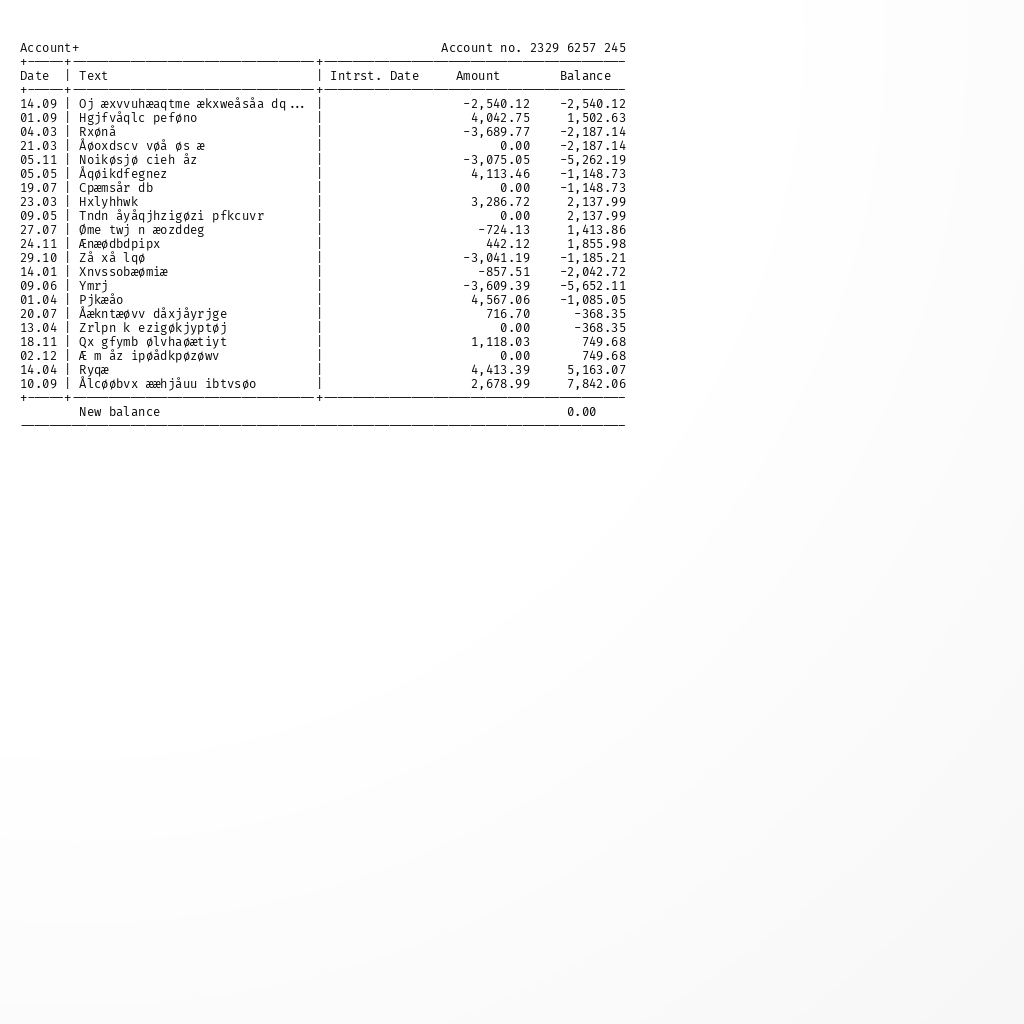 Account+ Account no. 2329 6257 245
+-----+---------------------------------+------------------------------------------
Date | Text | Intrst. Date Amount Balance
+-----+---------------------------------+------------------------------------------
14.09 | Oj æxvvuhæaqtme ækxweåsåa dq... | -2,540.12 -2,540.12
01.09 | Hgjfvåqlc peføno | 4,042.75 1,502.63
04.03 | Rxønå | -3,689.77 -2,187.14
21.03 | Åøoxdscv vøå øs æ | 0.00 -2,187.14
05.11 | Noikøsjø cieh åz | -3,075.05 -5,262.19
05.05 | Åqøikdfegnez | 4,113.46 -1,148.73
19.07 | Cpæmsår db | 0.00 -1,148.73
23.03 | Hxlyhhwk | 3,286.72 2,137.99
09.05 | Tndn åyåqjhzigøzi pfkcuvr | 0.00 2,137.99
27.07 | Øme twj n æozddeg | -724.13 1,413.86
24.11 | Ænæødbdpipx | 442.12 1,855.98
29.10 | Zå xå lqø | -3,041.19 -1,185.21
14.01 | Xnvssobæømiæ | -857.51 -2,042.72
09.06 | Ymrj | -3,609.39 -5,652.11
01.04 | Pjkæåo | 4,567.06 -1,085.05
20.07 | Åækntæøvv dåxjåyrjge | 716.70 -368.35
13.04 | Zrlpn k ezigøkjyptøj | 0.00 -368.35
18.11 | Qx gfymb ølvhaøætiyt | 1,118.03 749.68
02.12 | Æ m åz ipøådkpøzøwv | 0.00 749.68
14.04 | Ryqæ | 4,413.39 5,163.07
10.09 | Ålcøøbvx ææhjåuu ibtvsøo | 2,678.99 7,842.06
+-----+---------------------------------+------------------------------------------
New balance 0.00
-----------------------------------------------------------------------------------